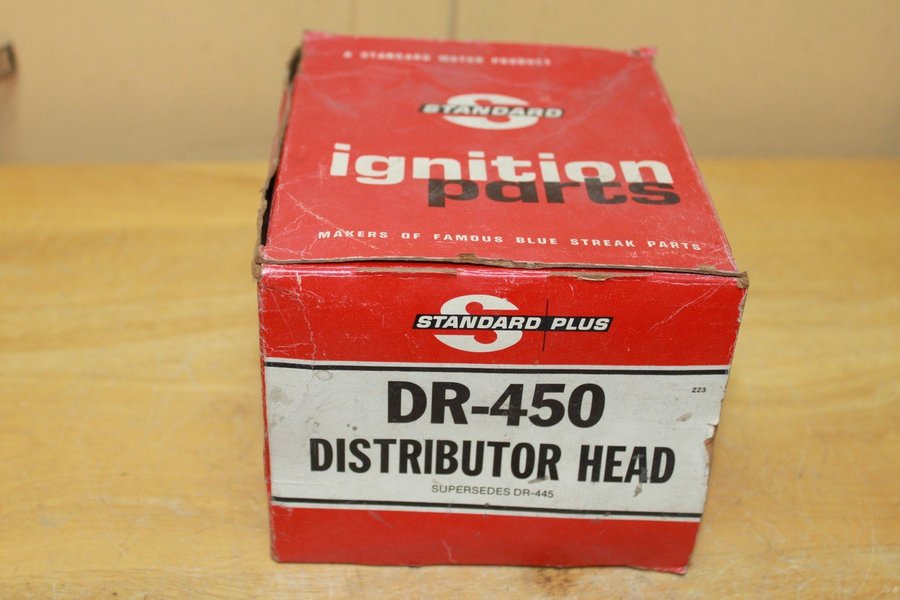 A STANDARD MOTOR PRODUCT
STANDARD
ignition
parts
MAKERS OF FAMOUS BLUE STREAK PARTS
STANDARD PLUS
Z23
DR-450
DISTRIBUTOR HEAD
SUPERSEDES DR-445